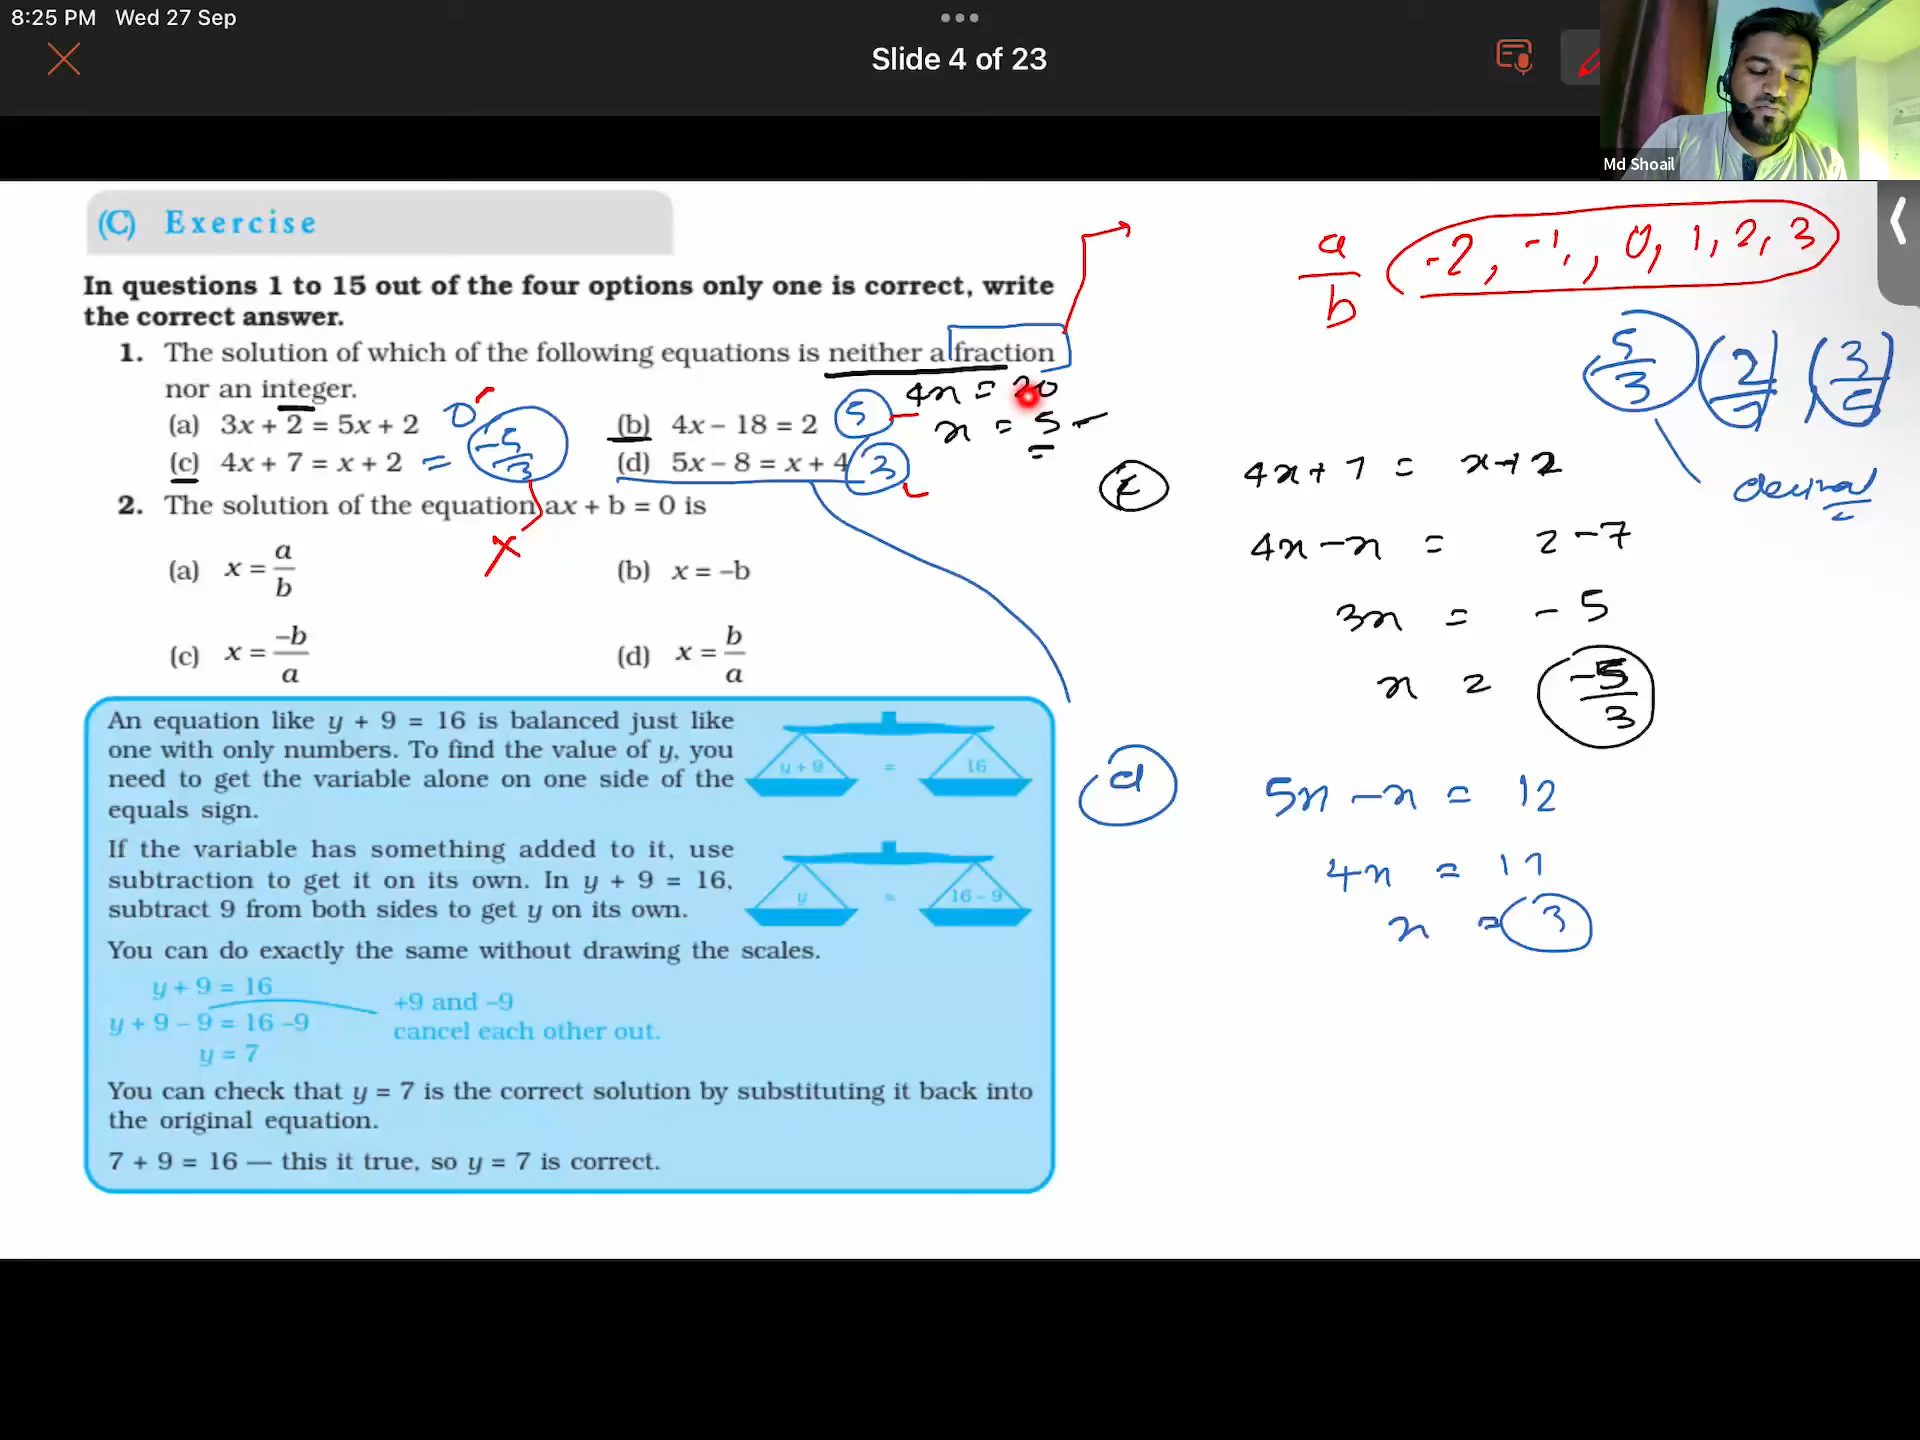 8:25 PM Wed 27 Sep
Slide 4 of 23
Md Shoail
(C) Exercise
In questions 1 to 15 out of the four options only one is correct, write
the correct answer.
1. The solution of which of the following equations is neither a fraction
nor an integer.
(a) 3x + 2 = 5x + 2
(b) 4x – 18 = 2
(c) 4x + 7 = x + 2
(d) 5x – 8 = x + 4
0
= -5/3
5
3
4x = 20
x = 5
2. The solution of the equation ax + b = 0 is
(a) x = a/b
(b) x = –b
(c) x = –b/a
(d) x = b/a
An equation like y + 9 = 16 is balanced just like
one with only numbers. To find the value of y, you
need to get the variable alone on one side of the
equals sign.
y + 9 = 16
If the variable has something added to it, use
subtraction to get it on its own. In y + 9 = 16,
subtract 9 from both sides to get y on its own.
y = 16 – 9
You can do exactly the same without drawing the scales.
y + 9 = 16
y + 9 – 9 = 16 –9
y = 7
+9 and –9
cancel each other out.
You can check that y = 7 is the correct solution by substituting it back into
the original equation.
7 + 9 = 16 — this it true, so y = 7 is correct.
a/b
-2, -1, , 0, 1, 2, 3
5/3
decimal
4x + 7 = x + 2
4x - x = 2 - 7
3x = - 5
x = -5/3
d
5x - x = 12
4x = 12
x = 3